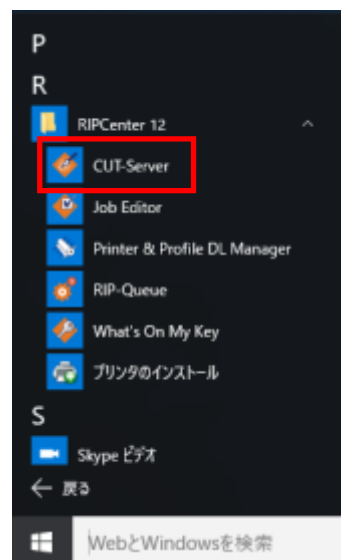 P
R
RIPCenter 12
CUT-Server
Job Editor
Printer & Profile DL Manager
RIP-Queue
What's On My Key
プリンタのインストール
S
Skype ビデオ
戻る
WebとWindowsを検索